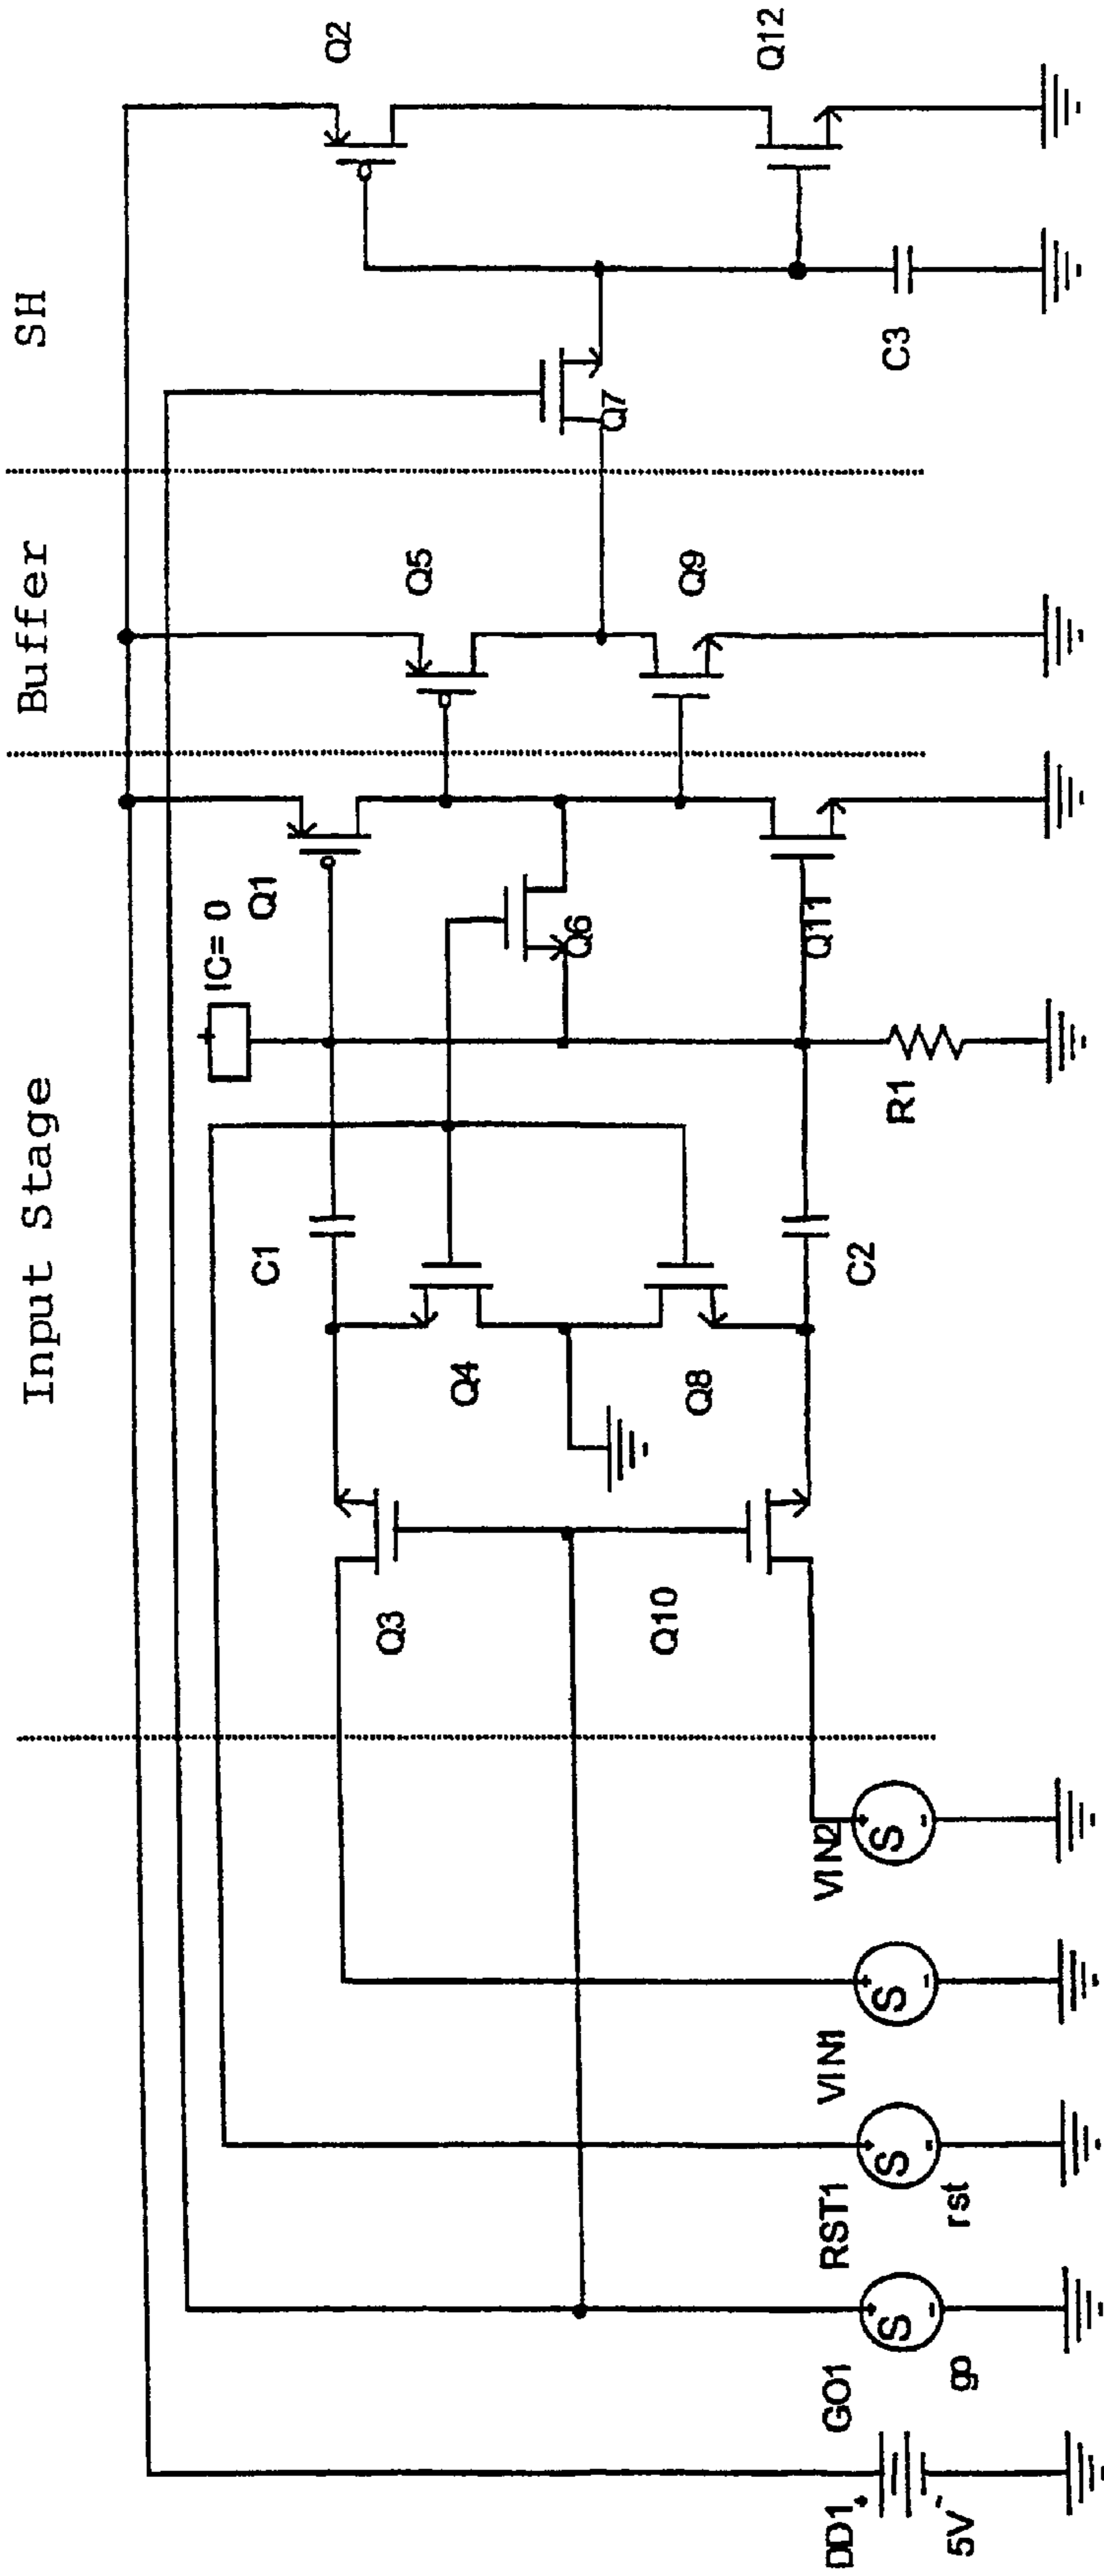 Input Stage
Buffer
SH
IC= 0
Q1
Q5
Q2
C1
Q4
Q3
Q6
Q7
Q9
Q12
Q8
Q10
Q11
C2
R1
C3
DD1
+
5V
-
GO1
S
go
RST1
S
rst
VIN1
S
VIN2
S